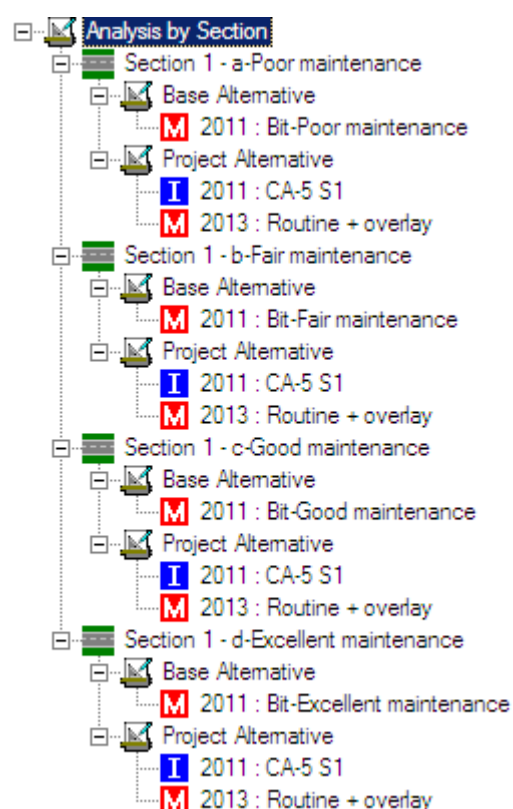 Analysis by Section
Section 1 - a-Poor maintenance
Base Alternative
M 2011 : Bit-Poor maintenance
Project Alternative
I 2011 : CA-5 S1
M 2013 : Routine + overlay
Section 1 - b-Fair maintenance
Base Alternative
M 2011 : Bit-Fair maintenance
Project Alternative
I 2011 : CA-5 S1
M 2013 : Routine + overlay
Section 1 - c-Good maintenance
Base Alternative
M 2011 : Bit-Good maintenance
Project Alternative
I 2011 : CA-5 S1
M 2013 : Routine + overlay
Section 1 - d-Excellent maintenance
Base Alternative
M 2011 : Bit-Excellent maintenance
Project Alternative
I 2011 : CA-5 S1
M 2013 : Routine + overlay